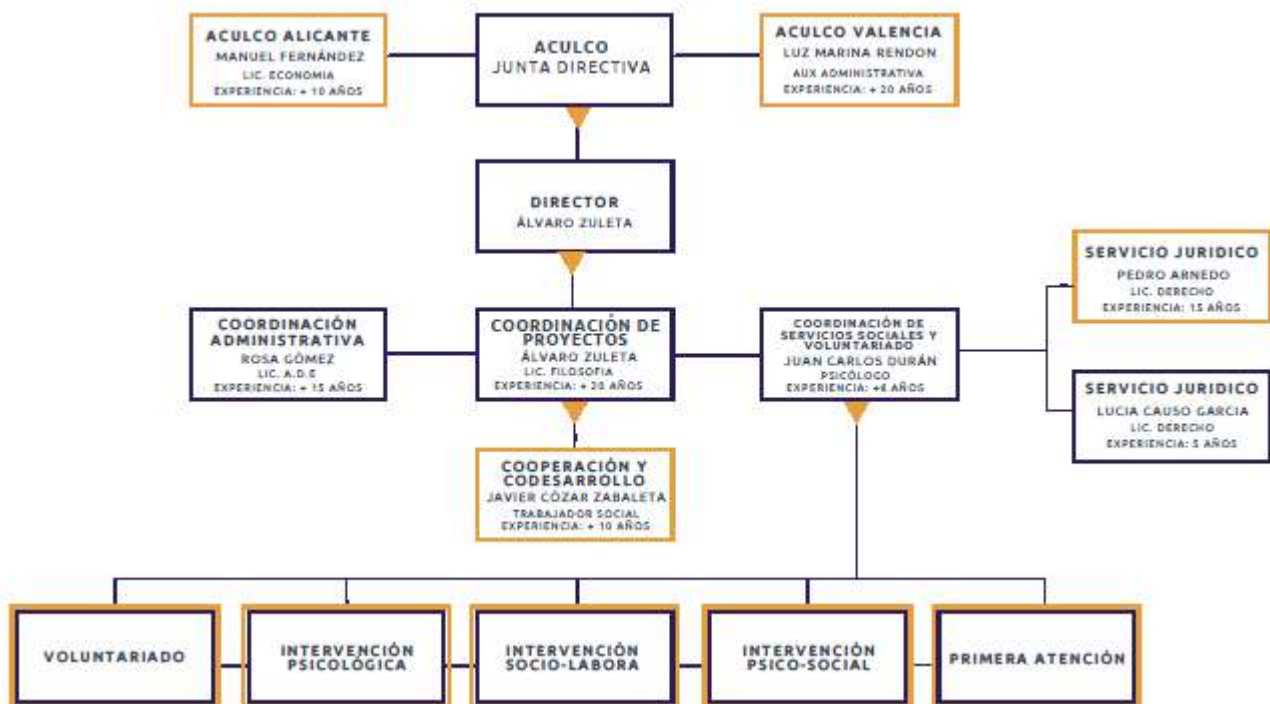 ACULCO ALICANTE
MANUEL FERNÁNDEZ
LIC. ECONOMIA
EXPERIENCIA: + 10 AÑOS
ACULCO
JUNTA DIRECTIVA
ACULCO VALENCIA
LUZ MARINA RENDON
AUX ADMINISTRATIVA
EXPERIENCIA: + 20 AÑOS
DIRECTOR
ÁLVARO ZULETA
SERVICIO JURIDICO
PEDRO ARNEDO
LIC. DERECHO
EXPERIENCIA: 15 AÑOS
COORDINACIÓN
ADMINISTRATIVA
ROSA GÓMEZ
LIC. A.D.E
EXPERIENCIA: + 15 AÑOS
COORDINACIÓN DE
PROYECTOS
ÁLVARO ZULETA
LIC. FILOSOFIA
EXPERIENCIA: + 20 AÑOS
COORDINACIÓN DE
SERVICIOS SOCIALES Y
VOLUNTARIADO
JUAN CARLOS DURÁN
PSICÓLOGO
EXPERIENCIA: +6 AÑOS
SERVICIO JURIDICO
LUCIA CAUSO GARCIA
LIC. DERECHO
EXPERIENCIA: 5 AÑOS
COOPERACIÓN Y
CODESARROLLO
JAVIER CÓZAR ZABALETA
TRABAJADOR SOCIAL
EXPERIENCIA: + 10 AÑOS
VOLUNTARIADO
INTERVENCIÓN
PSICOLÓGICA
INTERVENCIÓN
SOCIO-LABORA
INTERVENCIÓN
PSICO-SOCIAL
PRIMERA ATENCIÓN